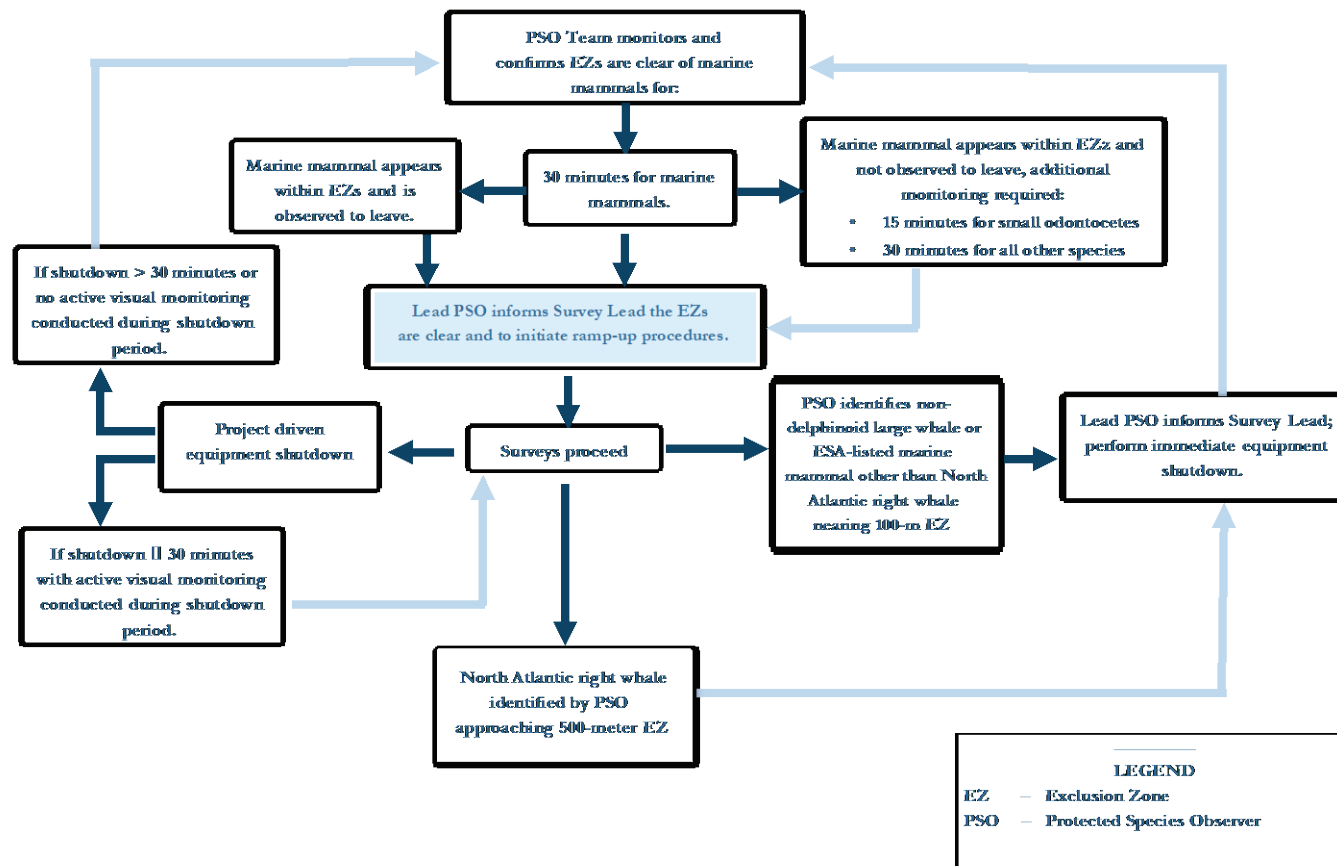 PSO Team monitors and
confirms EZs are clear of marine
mammals for:
Marine mammal appears
within EZs and is
observed to leave.
30 minutes for marine
mammals.
Marine mammal appears within EZz and
not observed to leave, additional
monitoring required:
• 15 minutes for small odontocetes
• 30 minutes for all other species
If shutdown > 30 minutes or
no active visual monitoring
conducted during shutdown
period.
Lead PSO informs Survey Lead the EZs
are clear and to initiate ramp-up procedures.
Project driven
equipment shutdown
Surveys proceed
PSO identifies non-
delphinoid large whale or
ESA-listed marine
mammal other than North
Atlantic right whale
nearing 100-m EZ
Lead PSO informs Survey Lead;
perform immediate equipment
shutdown.
If shutdown 30 minutes
with active visual monitoring
conducted during shutdown
period.
North Atlantic right whale
identified by PSO
approaching 500-meter EZ
LEGEND
EZ – Exclusion Zone
PSO – Protected Species Observer